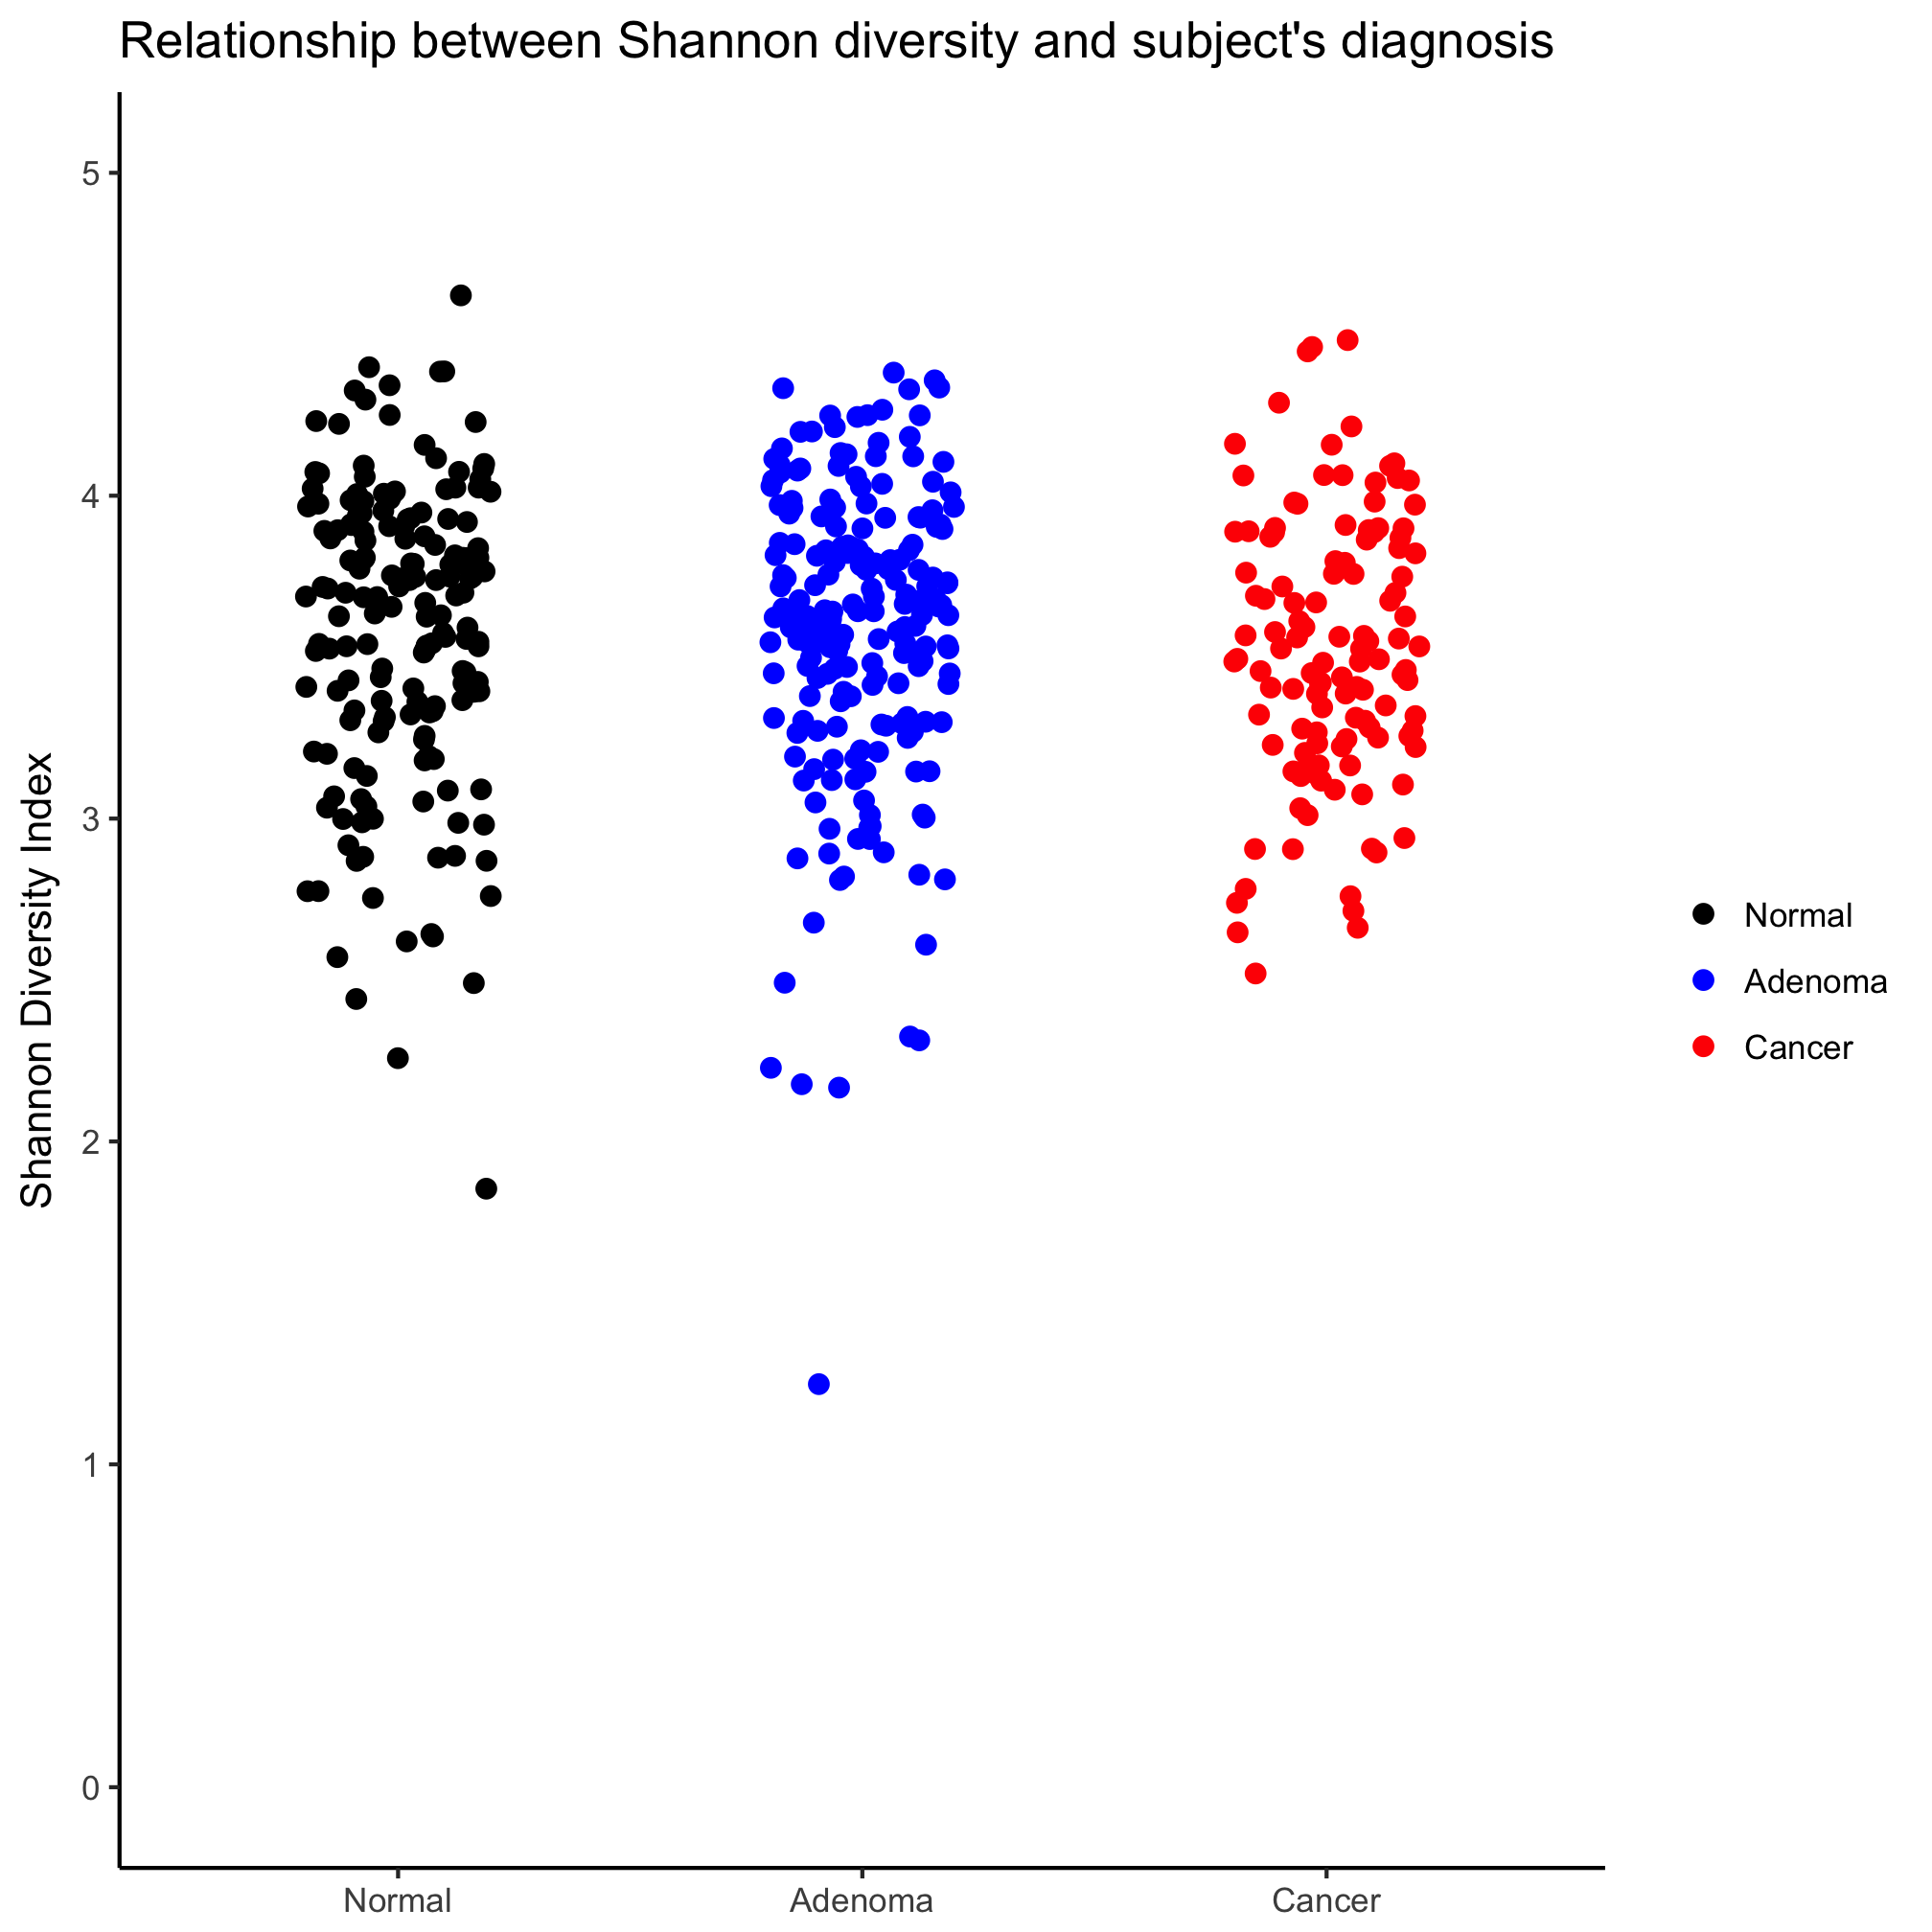 Relationship between Shannon diversity and subject's diagnosis
Shannon Diversity Index
5
4
3
2
1
0
Normal
Adenoma
Cancer
Normal
Adenoma
Cancer